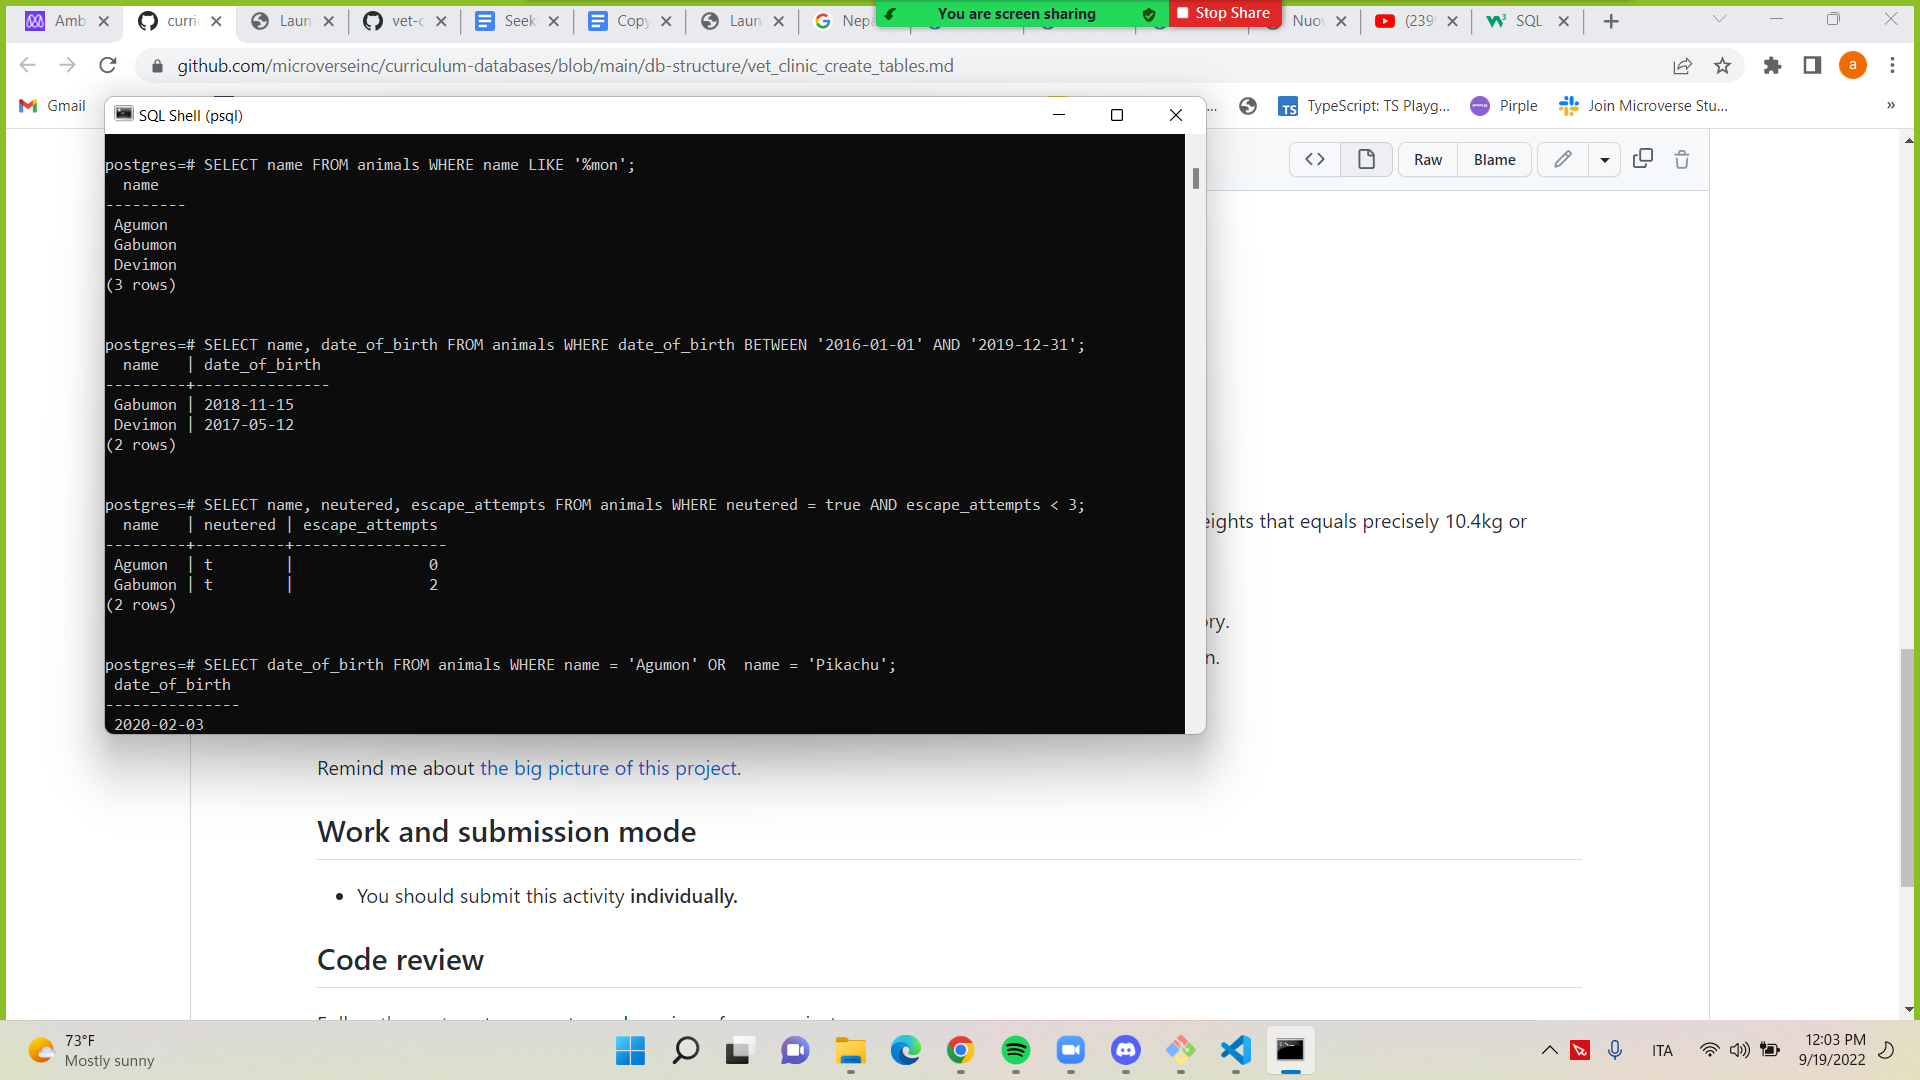 Amb
curri
Laun
vet-c
Seek
Copy
Laun
Nepa
You are screen sharing
Stop Share
Nuov
(239
SQL
github.com/microverseinc/curriculum-databases/blob/main/db-structure/vet_clinic_create_tables.md
a
Gmail
...
TS
TypeScript: TS Playg...
Pirple
Join Microverse Stu...
»
SQL Shell (psql)
Raw
Blame
postgres=# SELECT name FROM animals WHERE name LIKE '%mon';
name
---------
Agumon
Gabumon
Devimon
(3 rows)
postgres=# SELECT name, date_of_birth FROM animals WHERE date_of_birth BETWEEN '2016-01-01' AND '2019-12-31';
name | date_of_birth
---------+---------------
Gabumon | 2018-11-15
Devimon | 2017-05-12
(2 rows)
postgres=# SELECT name, neutered, escape_attempts FROM animals WHERE neutered = true AND escape_attempts < 3;
name | neutered | escape_attempts
---------+----------+-----------------
Agumon | t | 0
Gabumon | t | 2
(2 rows)
postgres=# SELECT date_of_birth FROM animals WHERE name = 'Agumon' OR  name = 'Pikachu';
date_of_birth
---------------
2020-02-03
eights that equals precisely 10.4kg or
ory.
n.
Remind me about the big picture of this project.
Work and submission mode
• You should submit this activity individually.
Code review
73°F
Mostly sunny
ITA
12:03 PM
9/19/2022